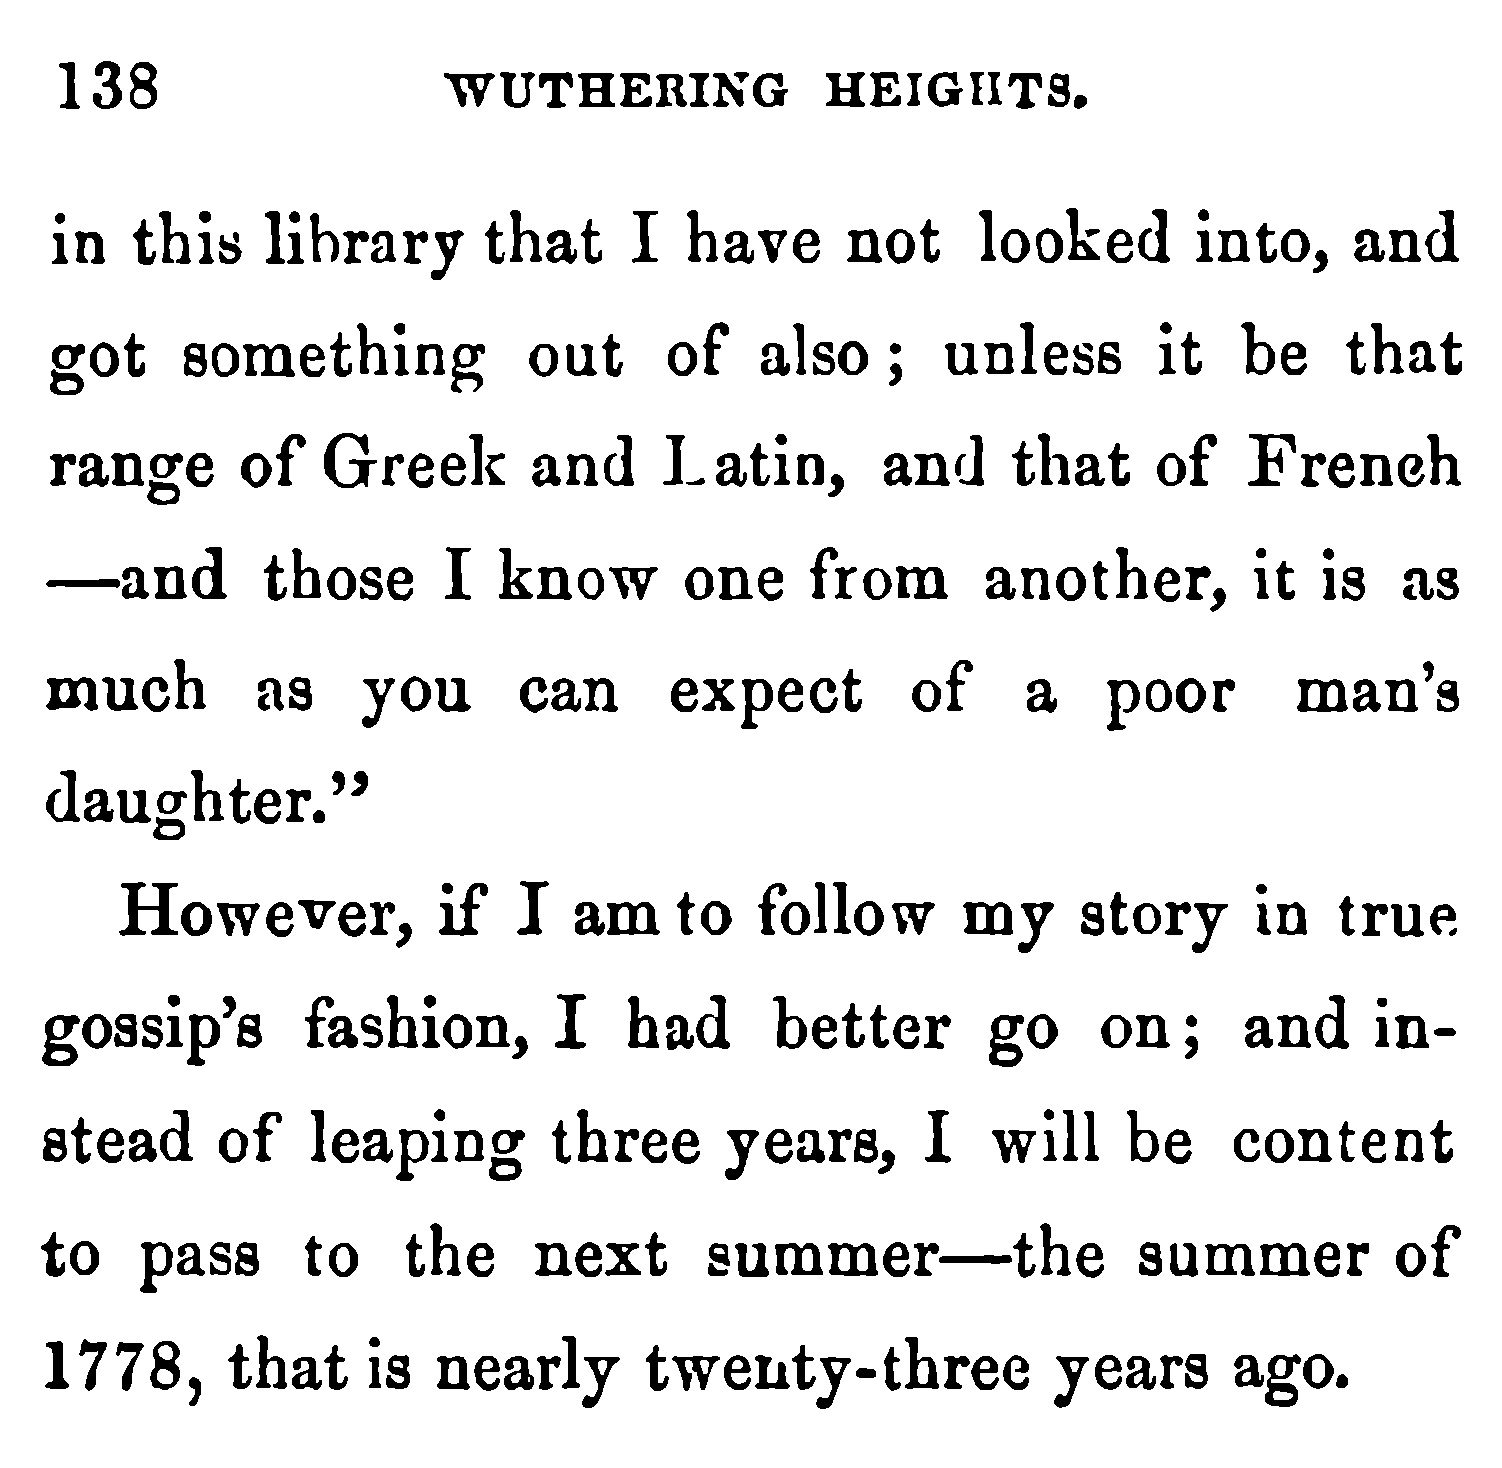 138 WUTHERING HEIGHTS.
in this library that I have not looked into, and
got something out of also ; unless it be that
range of Greek and Latin, and that of French
—and those I know one from another, it is as
much as you can expect of a poor man's
daughter."
However, if I am to follow my story in true
gossip's fashion, I had better go on; and in-
stead of leaping three years, I will be content
to pass to the next summer—the summer of
1778, that is nearly twenty-three years ago.